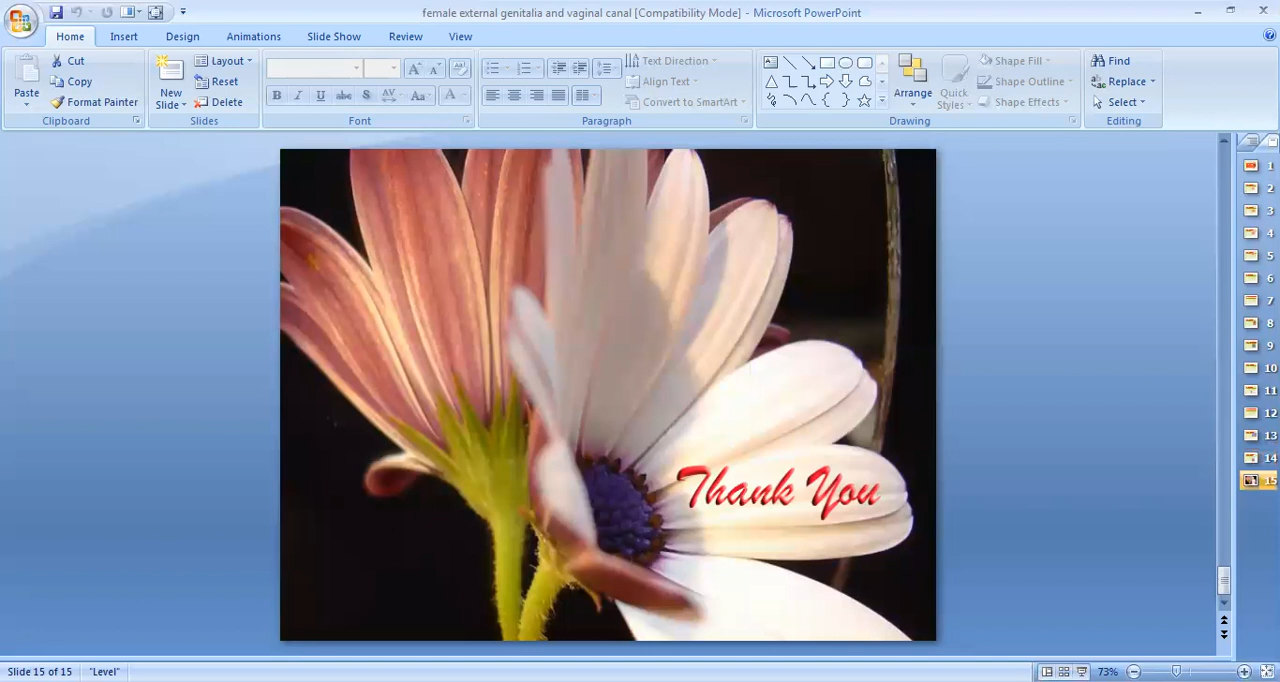 female external genitalia and vaginal canal [Compatibility Mode] - Microsoft PowerPoint
Home Insert Design Animations Slide Show Review View
Paste
Cut
Copy
Format Painter
Clipboard
New Slide
Layout
Reset
Delete
Slides
B I U abc S AV Aa A
Font
Text Direction
Align Text
Convert to SmartArt
Paragraph
Arrange
Quick Styles
Shape Fill
Shape Outline
Shape Effects
Drawing
Find
Replace
Select
Editing
Thank You
1
2
3
4
5
6
7
8
9
10
11
12
13
14
15
Slide 15 of 15 "Level" 73%